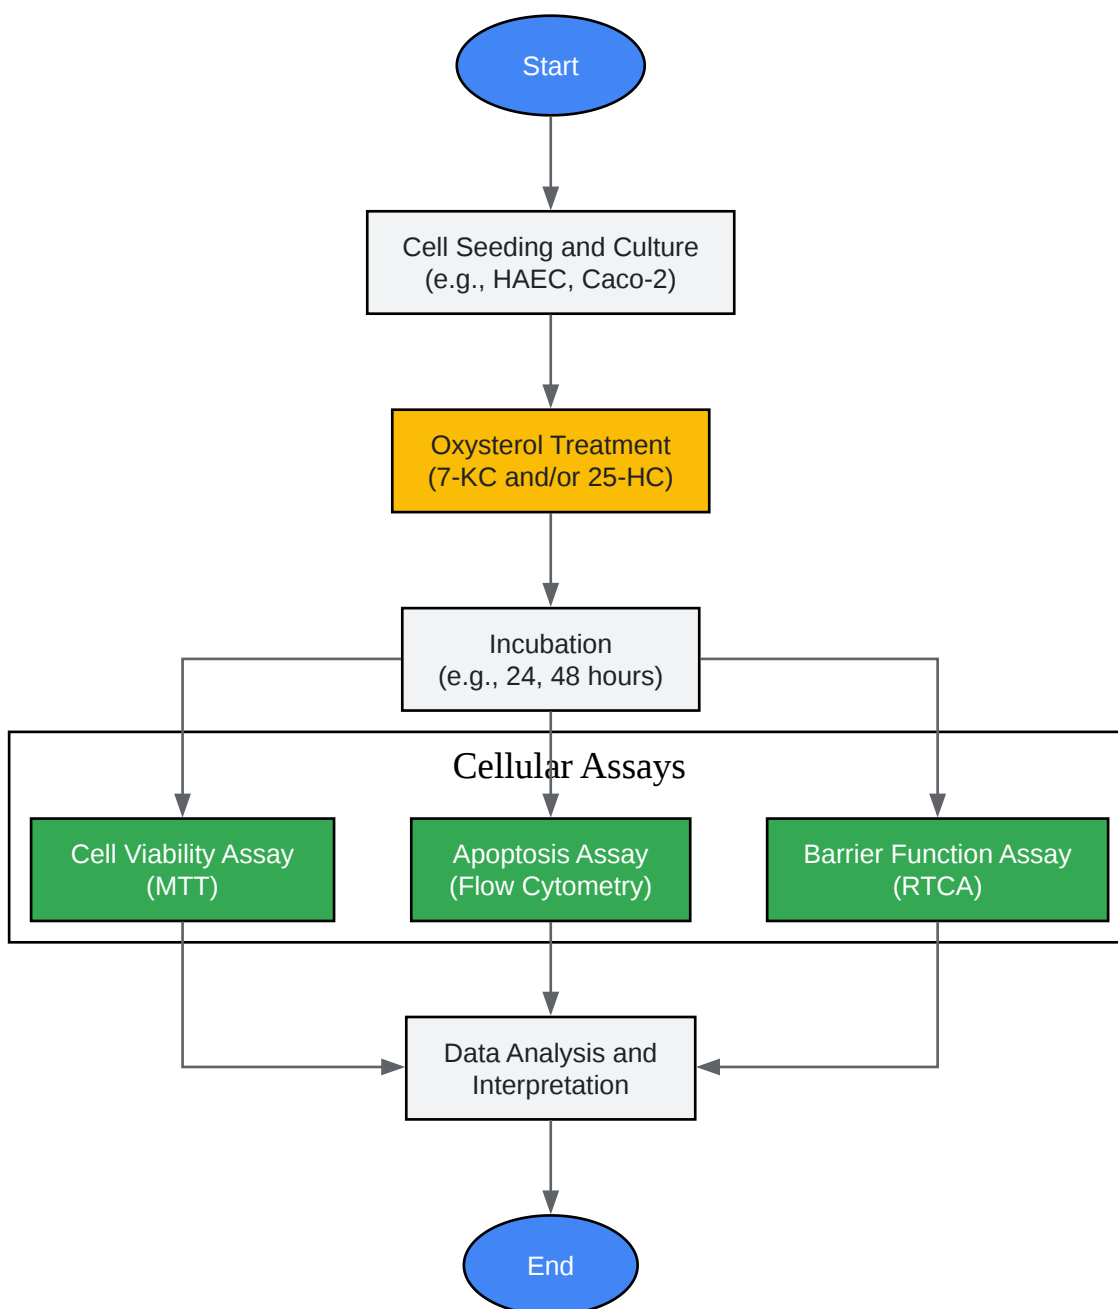 Start
Cell Seeding and Culture
(e.g., HAEC, Caco-2)
Oxysterol Treatment
(7-KC and/or 25-HC)
Incubation
(e.g., 24, 48 hours)
Cellular Assays
Cell Viability Assay
(MTT)
Apoptosis Assay
(Flow Cytometry)
Barrier Function Assay
(RTCA)
Data Analysis and
Interpretation
End